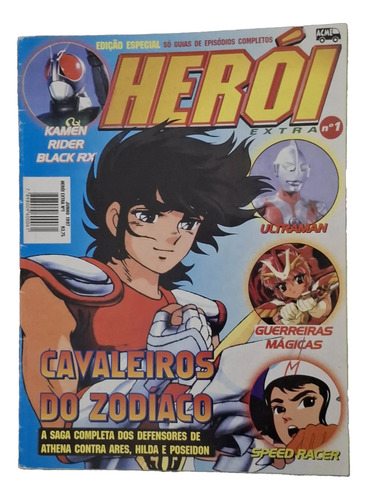 EDIÇÃO ESPECIAL SÓ GUIAS DE EPISÓDIOS COMPLETOS
ACME
HERÓI
EXTRA nº1
KAMEN
RIDER
BLACK RX
ULTRAMAN
GUERREIRAS
MÁGICAS
CAVALEIROS
DO ZODÍACO
A SAGA COMPLETA DOS DEFENSORES DE
ATHENA CONTRA ARES, HILDA E POSEIDON
M
SPEED RACER